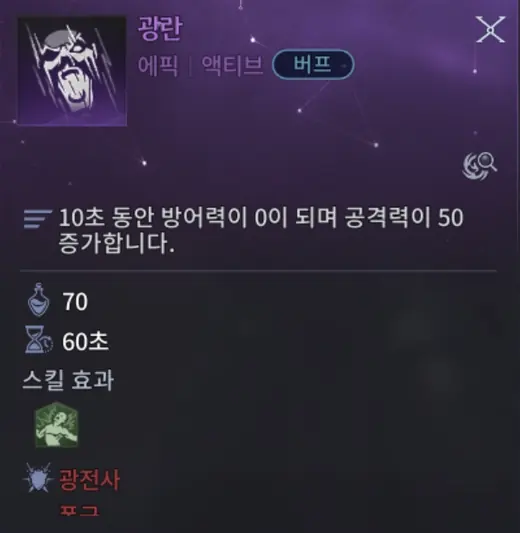 광란
에픽 | 액티브 버프
10초 동안 방어력이 0이 되며 공격력이 50
증가합니다.
70
60초
스킬 효과
광전사